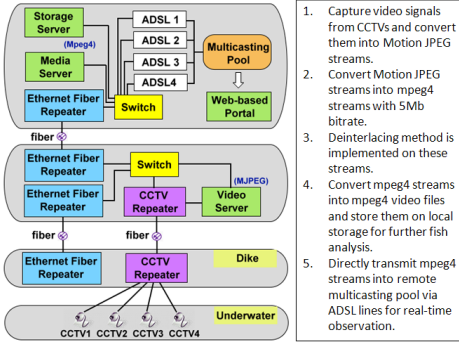 Storage
Server
(Mpeg4)
Media
Server
Ethernet Fiber
Repeater
ADSL 1
ADSL 2
ADSL 3
ADSL4
Switch
Multicasting
Pool
Web-based
Portal
fiber
Ethernet Fiber
Repeater
Ethernet Fiber
Repeater
Switch
(MJPEG)
CCTV
Repeater
Video
Server
fiber
fiber
Ethernet Fiber
Repeater
CCTV
Repeater
Dike
Underwater
CCTV1 CCTV2 CCTV3 CCTV4
1. Capture video signals
from CCTVs and convert
them into Motion JPEG
streams.
2. Convert Motion JPEG
streams into mpeg4
streams with 5Mb
bitrate.
3. Deinterlacing method is
implemented on these
streams.
4. Convert mpeg4 streams
into mpeg4 video files
and store them on local
storage for further fish
analysis.
5. Directly transmit mpeg4
streams into remote
multicasting pool via
ADSL lines for real-time
observation.